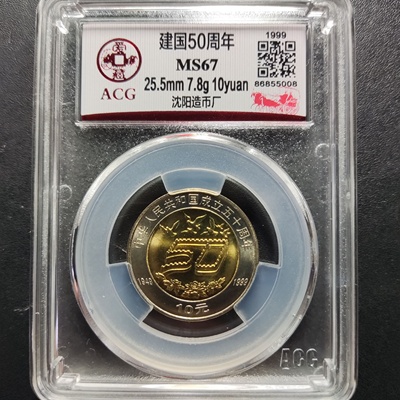 建国50周年
MS67
25.5mm 7.8g 10yuan
沈阳造币厂
ACG
1999
86855008
中华人民共和国成立五十周年
50
1949
1999
10元
ACG